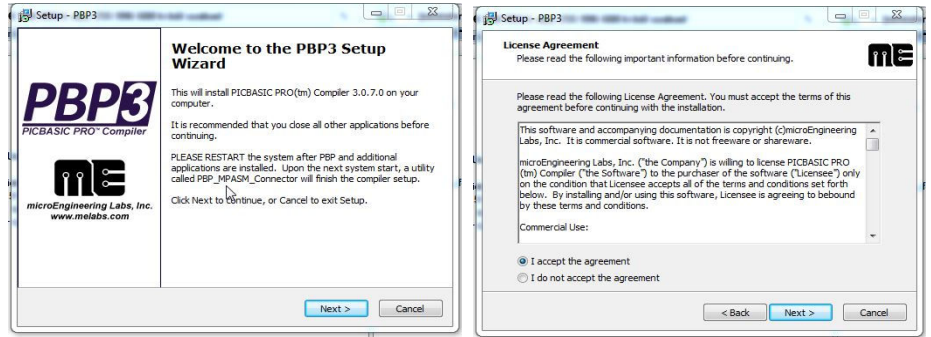 Setup - PBP3
Welcome to the PBP3 Setup
Wizard
This will install PICBASIC PRO(tm) Compiler 3.0.7.0 on your
computer.
It is recommended that you close all other applications before
continuing.
PLEASE RESTART the system after PBP and additional
applications are installed. Upon the next system start, a utility
called PBP_MPASM_Connector will finish the compiler setup.
Click Next to continue, or Cancel to exit Setup.
PBP3
PICBASIC PRO™ Compiler
mE
microEngineering Labs, Inc.
www.melabs.com
Next >
Cancel
Setup - PBP3
License Agreement
Please read the following important information before continuing.
mE
Please read the following License Agreement. You must accept the terms of this
agreement before continuing with the installation.
This software and accompanying documentation is copyright (c)microEngineering
Labs, Inc. It is commercial software. It is not freeware or shareware.
microEngineering Labs, Inc. ("the Company") is willing to license PICBASIC PRO
(tm) Compiler ("the Software") to the purchaser of the software ("Licensee") only
on the condition that Licensee accepts all of the terms and conditions set forth
below. By installing and/or using this software, Licensee is agreeing to bebound
by these terms and conditions.
Commercial Use:
I accept the agreement
I do not accept the agreement
< Back
Next >
Cancel